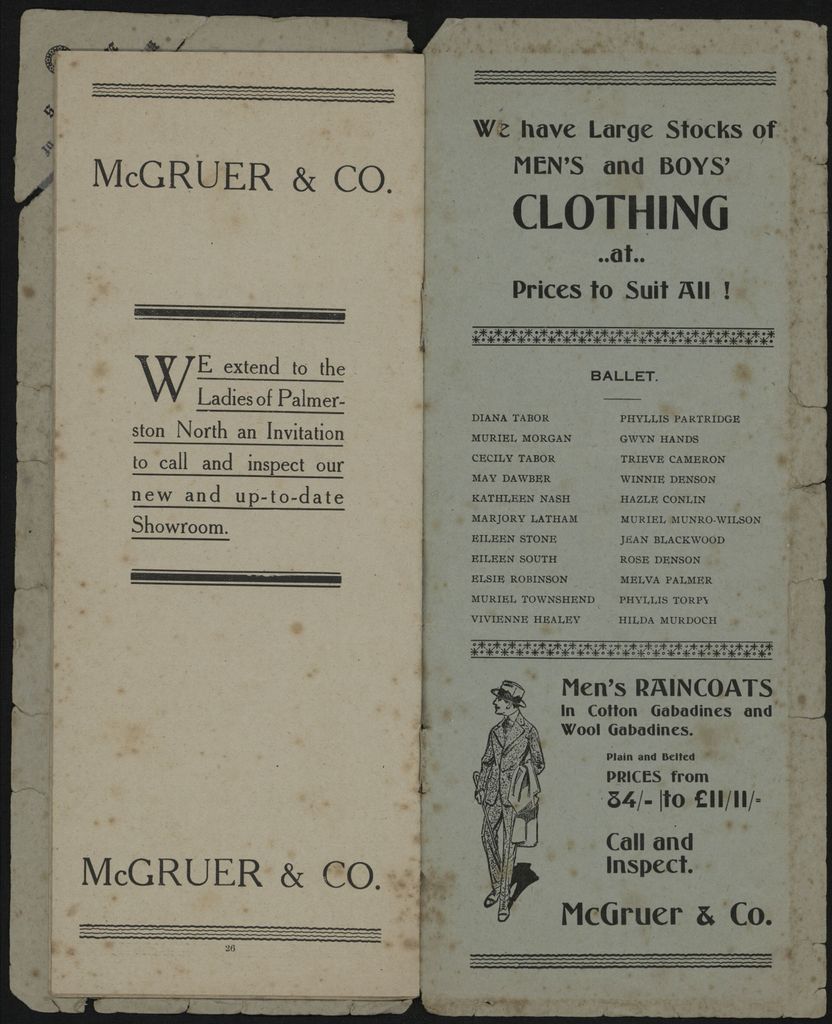 McGRUER & CO.
WE extend to the
Ladies of Palmer-
ston North an Invitation
to call and inspect our
new and up-to-date
Showroom.
McGRUER & CO.
26
We have Large Stocks of
MEN'S and BOYS'
CLOTHING
..at..
Prices to Suit All !
BALLET.
DIANA TABOR
MURIEL MORGAN
CECILY TABOR
MAY DAWBER
KATHLEEN NASH
MARJORY LATHAM
EILEEN STONE
EILEEN SOUTH
ELSIE ROBINSON
MURIEL TOWNSHEND
VIVIENNE HEALEY
PHYLLIS PARTRIDGE
GWYN HANDS
TRIEVE CAMERON
WINNIE DENSON
HAZLE CONLIN
MURIEL MUNRO-WILSON
JEAN BLACKWOOD
ROSE DENSON
MELVA PALMER
PHYLLIS TORPY
HILDA MURDOCH
Men's RAINCOATS
In Cotton Gabadines and
Wool Gabadines.
Plain and Belted
PRICES from
84/- to £11/11/-
Call and
Inspect.
McGruer & Co.